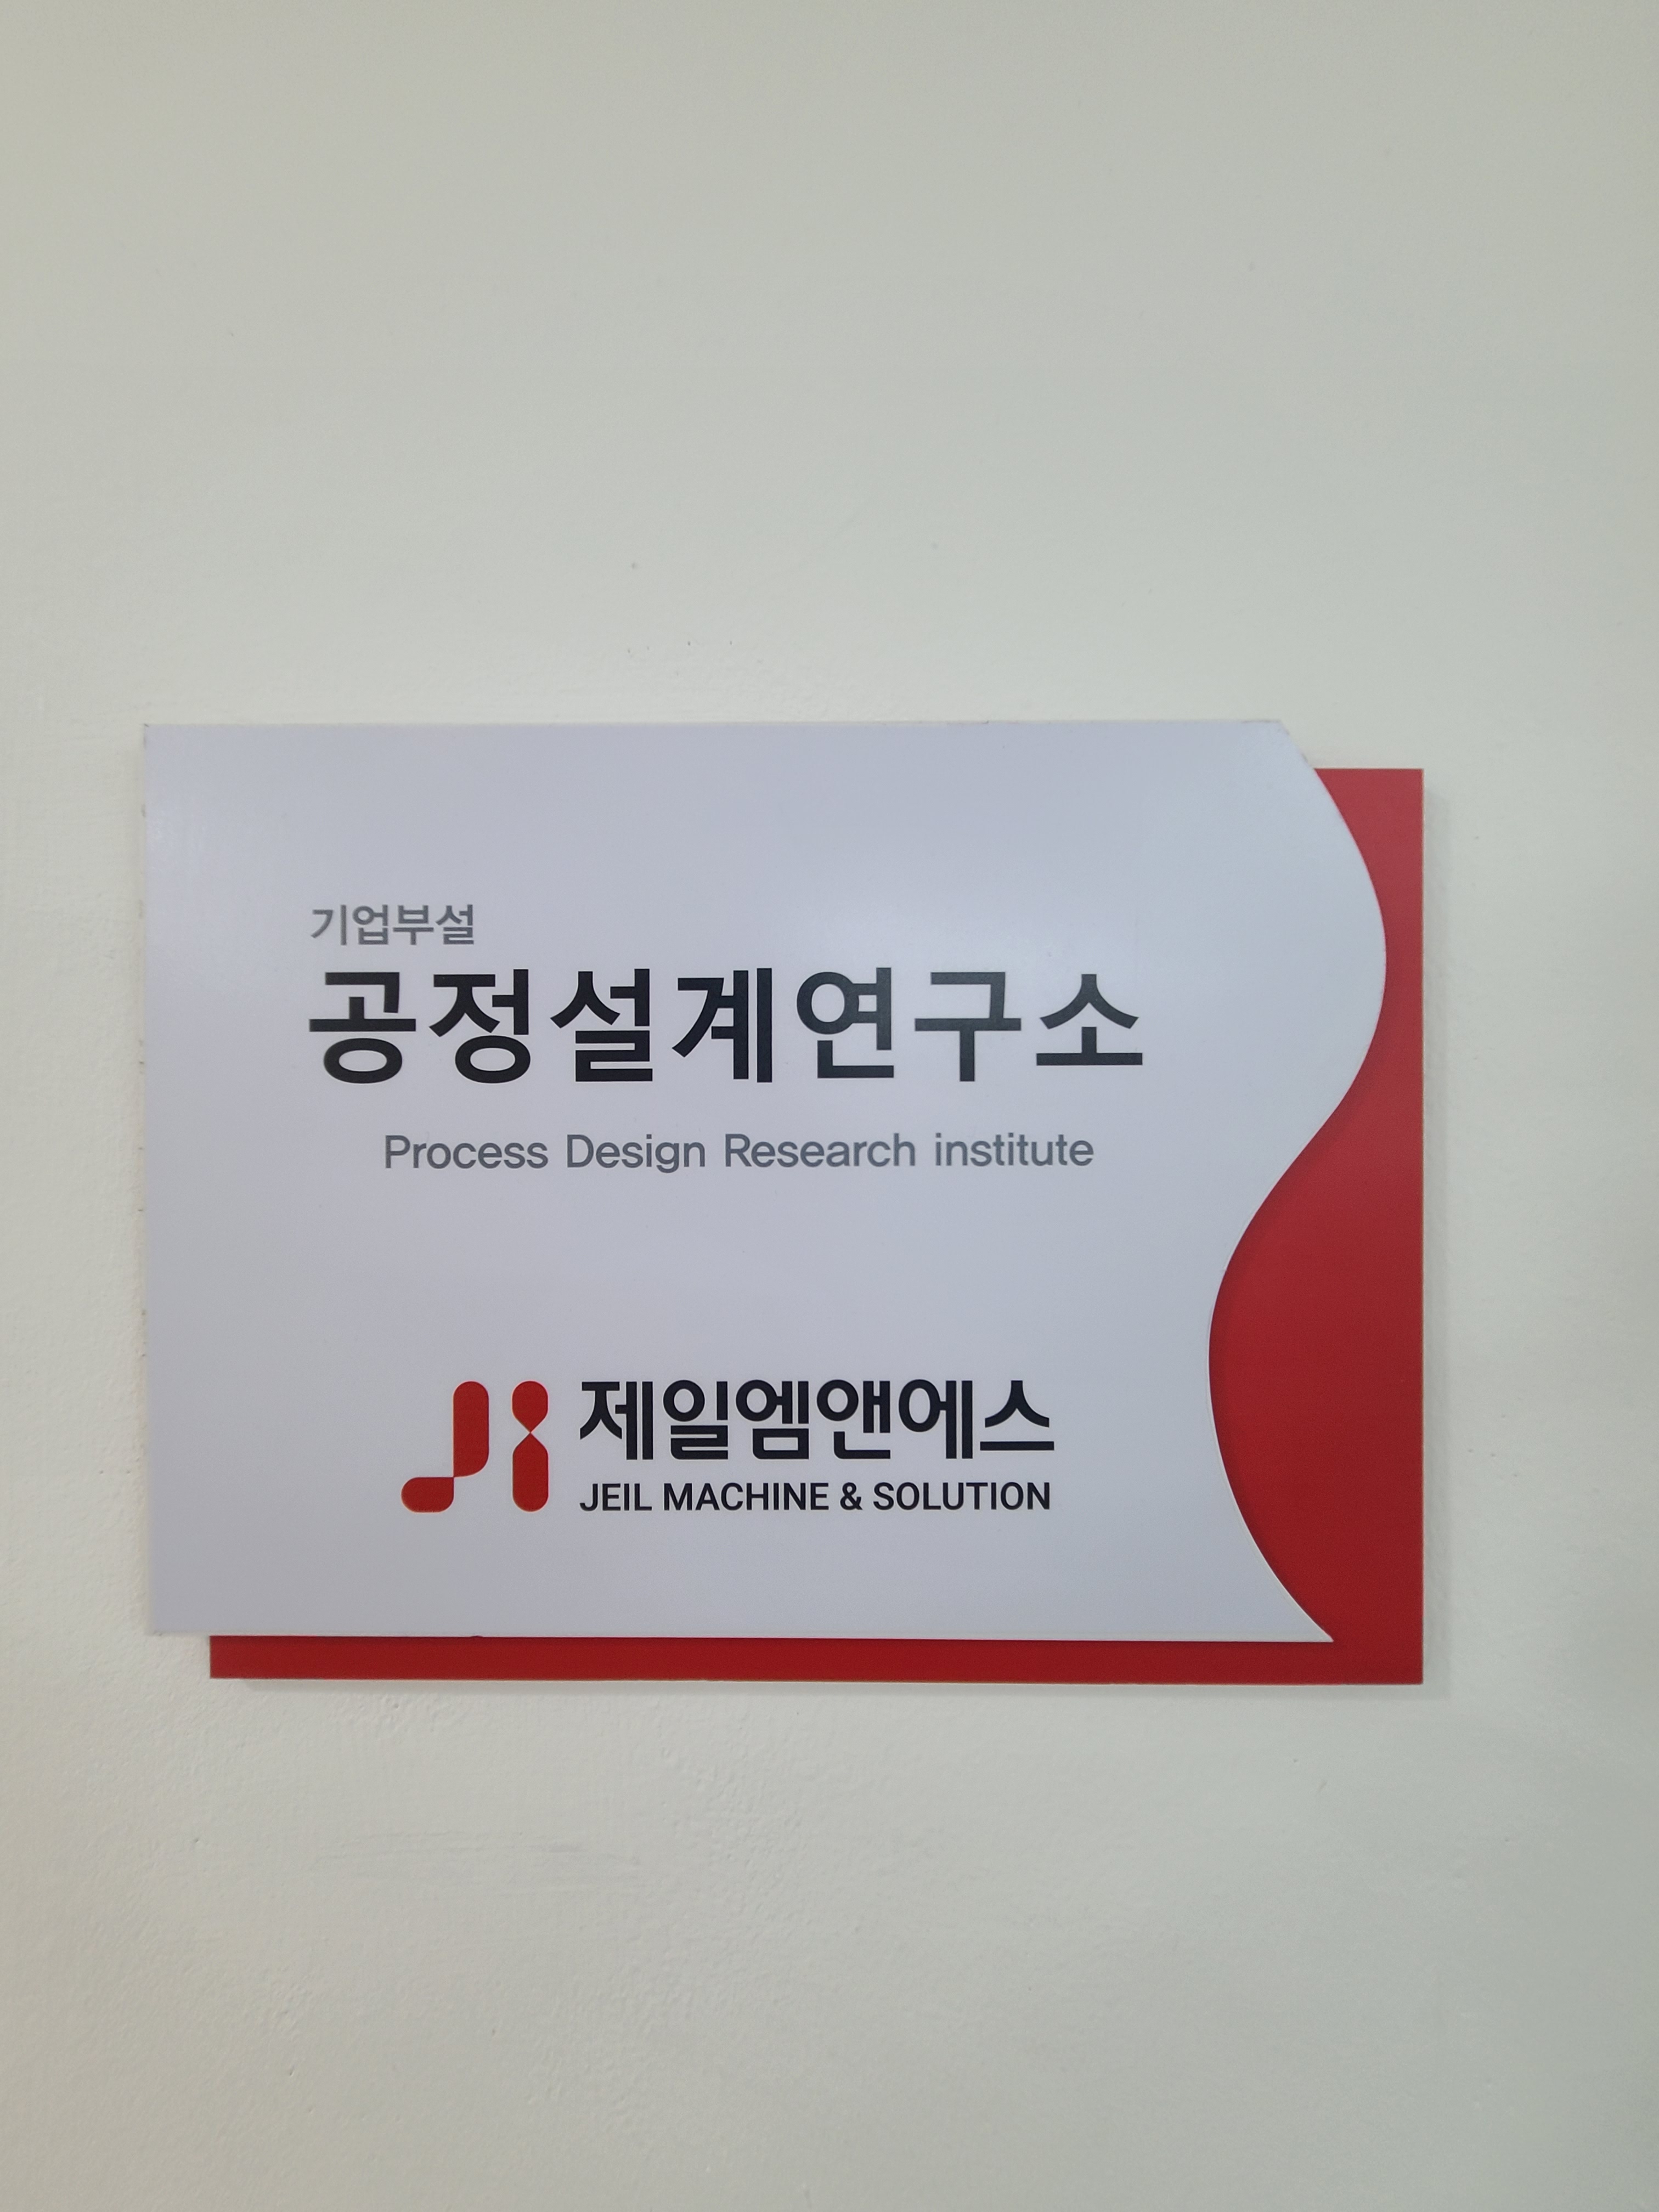 기업부설
공정설계연구소
Process Design Research institute
제일엠앤에스
JEIL MACHINE & SOLUTION